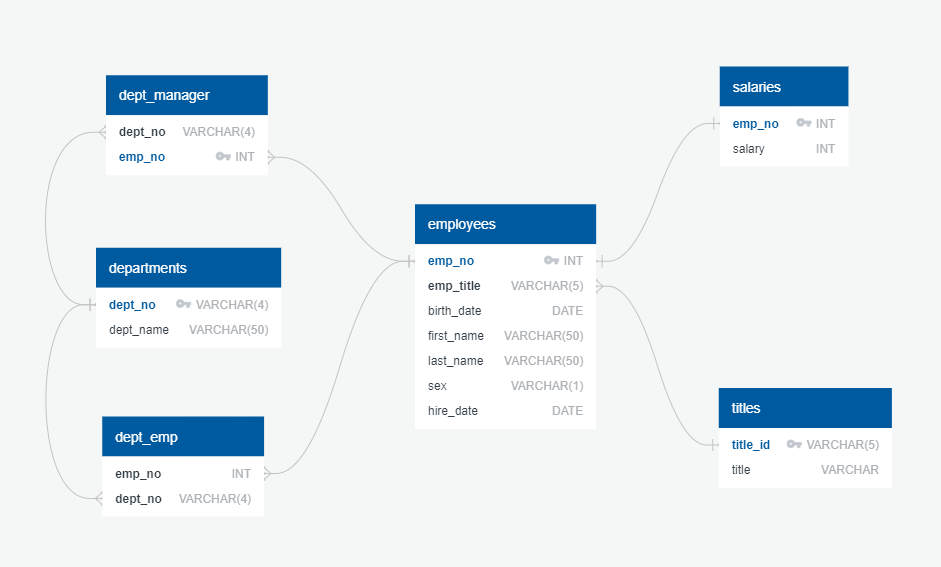 dept_manager
dept_no VARCHAR(4)
emp_no INT
departments
dept_no VARCHAR(4)
dept_name VARCHAR(50)
dept_emp
emp_no INT
dept_no VARCHAR(4)
employees
emp_no INT
emp_title VARCHAR(5)
birth_date DATE
first_name VARCHAR(50)
last_name VARCHAR(50)
sex VARCHAR(1)
hire_date DATE
salaries
emp_no INT
salary INT
titles
title_id VARCHAR(5)
title VARCHAR